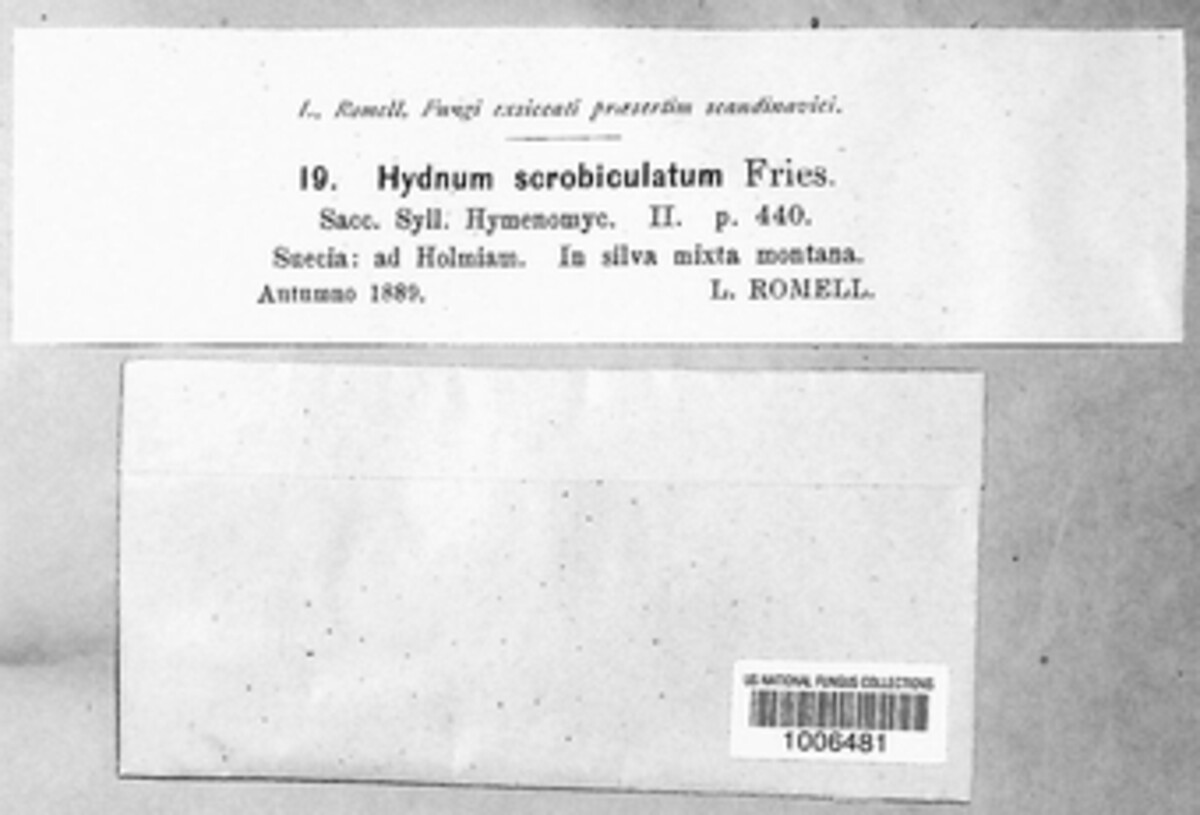 L. Romell, Fungi exsiccati præsertim scandinavici.
19. Hydnum scrobiculatum Fries.
Sacc. Syll. Hymenomyc. II. p. 440.
Suecia: ad Holmiam. In silva mixta montana.
Autumno 1889. L. ROMELL.
US NATIONAL FUNGUS COLLECTIONS
1006481